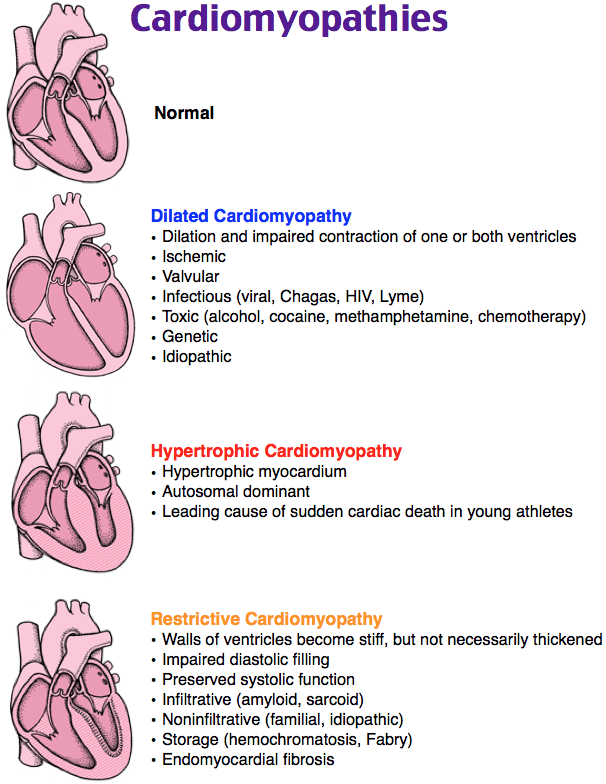 Cardiomyopathies
Normal
Dilated Cardiomyopathy
• Dilation and impaired contraction of one or both ventricles
• Ischemic
• Valvular
• Infectious (viral, Chagas, HIV, Lyme)
• Toxic (alcohol, cocaine, methamphetamine, chemotherapy)
• Genetic
• Idiopathic
Hypertrophic Cardiomyopathy
• Hypertrophic myocardium
• Autosomal dominant
• Leading cause of sudden cardiac death in young athletes
Restrictive Cardiomyopathy
• Walls of ventricles become stiff, but not necessarily thickened
• Impaired diastolic filling
• Preserved systolic function
• Infiltrative (amyloid, sarcoid)
• Noninfiltrative (familial, idiopathic)
• Storage (hemochromatosis, Fabry)
• Endomyocardial fibrosis